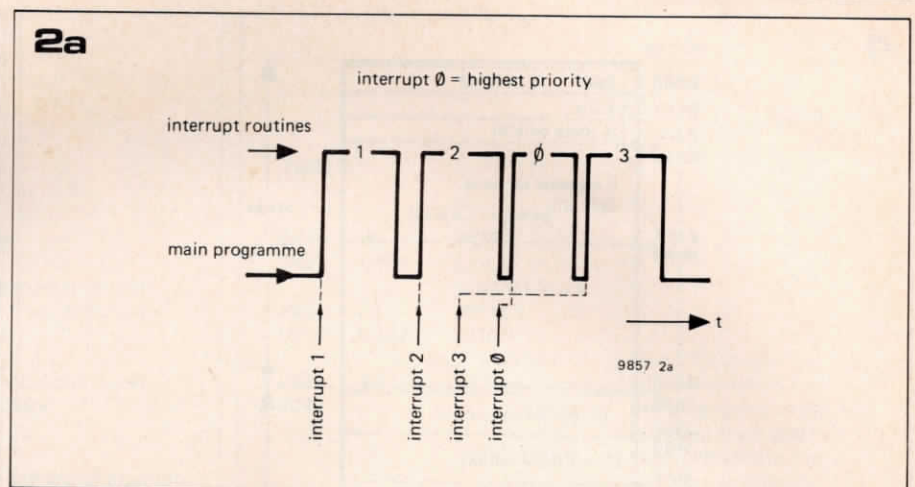 2a
interrupt Ø = highest priority
interrupt routines
1 2 Ø 3
main programme
t
9857 2a
interrupt 1
interrupt 2
interrupt 3
interrupt Ø